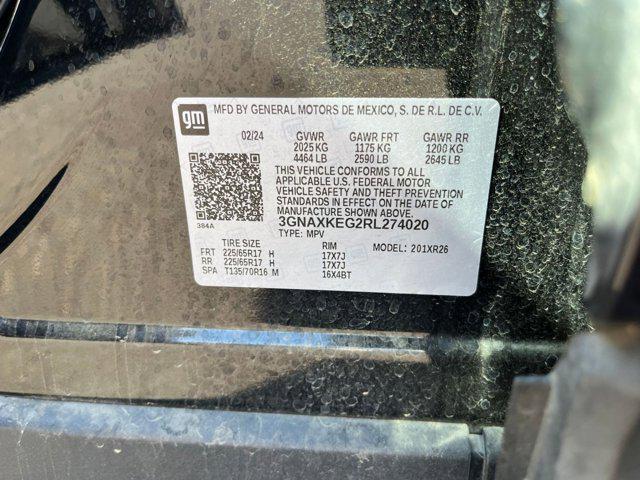 gm MFD BY GENERAL MOTORS DE MEXICO, S. DE R.L. DE C.V.
02/24 GVWR GAWR FRT GAWR RR
2025 KG 1175 KG 1200 KG
4464 LB 2590 LB 2645 LB
THIS VEHICLE CONFORMS TO ALL
APPLICABLE U.S. FEDERAL MOTOR
VEHICLE SAFETY AND THEFT PREVENTION
STANDARDS IN EFFECT ON THE DATE OF
MANUFACTURE SHOWN ABOVE.
384A 3GNAXKEG2RL274020
TYPE: MPV
TIRE SIZE RIM MODEL: 201XR26
FRT 225/65R17 H 17X7J
RR 225/65R17 H 17X7J
SPA T135/70R16 M 16X4BT